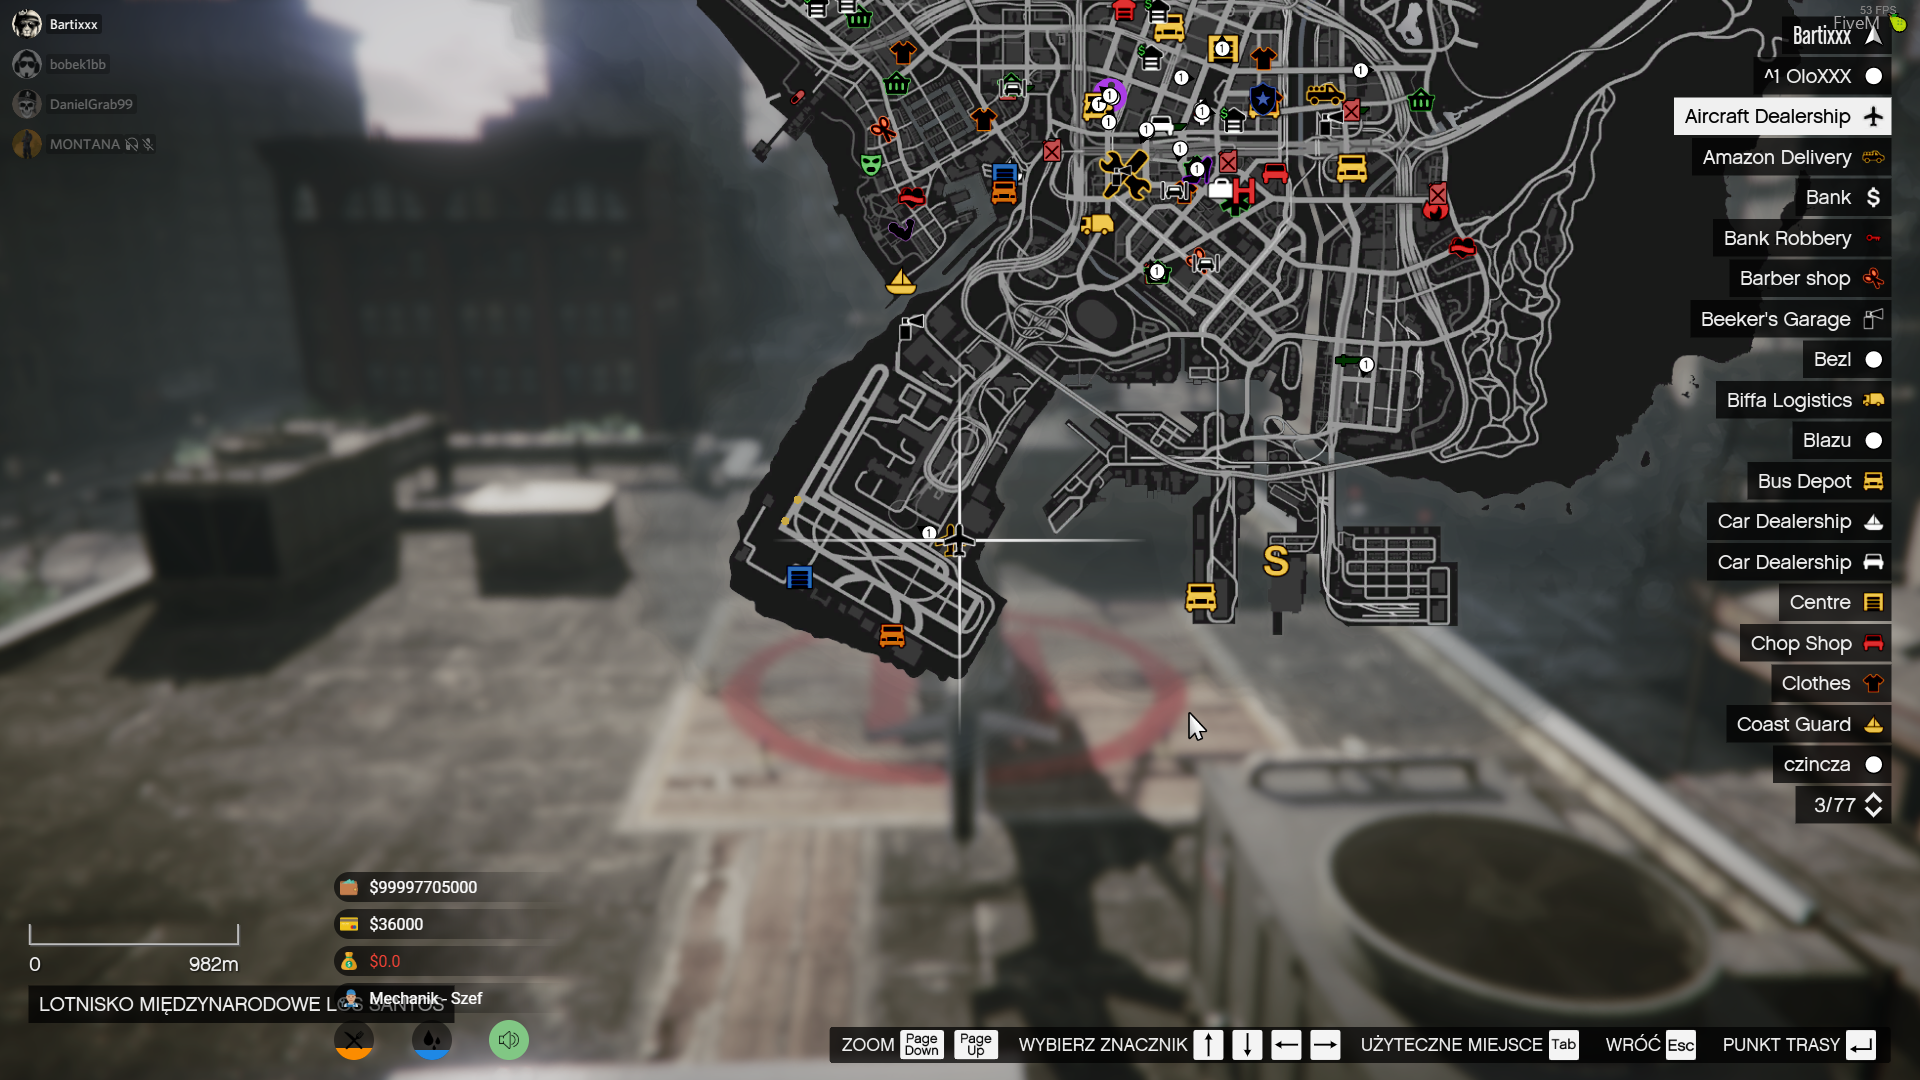 Bartixxx
bobek1bb
DanielGrab99
MONTANA
53 FPS
FiveM
Bartixxx
^1 OloXXX
Aircraft Dealership
Amazon Delivery
Bank $
Bank Robbery
Barber shop
Beeker's Garage
Bezl
Biffa Logistics
Blazu
Bus Depot
Car Dealership
Car Dealership
Centre
Chop Shop
Clothes
Coast Guard
czincza
3/77
H
S
$99997705000
$36000
$0.0
Mechanik - Szef
0 982m
LOTNISKO MIĘDZYNARODOWE LOS SANTOS
ZOOM Page Down Page Up WYBIERZ ZNACZNIK UŻYTECZNE MIEJSCE Tab WRÓĆ Esc PUNKT TRASY